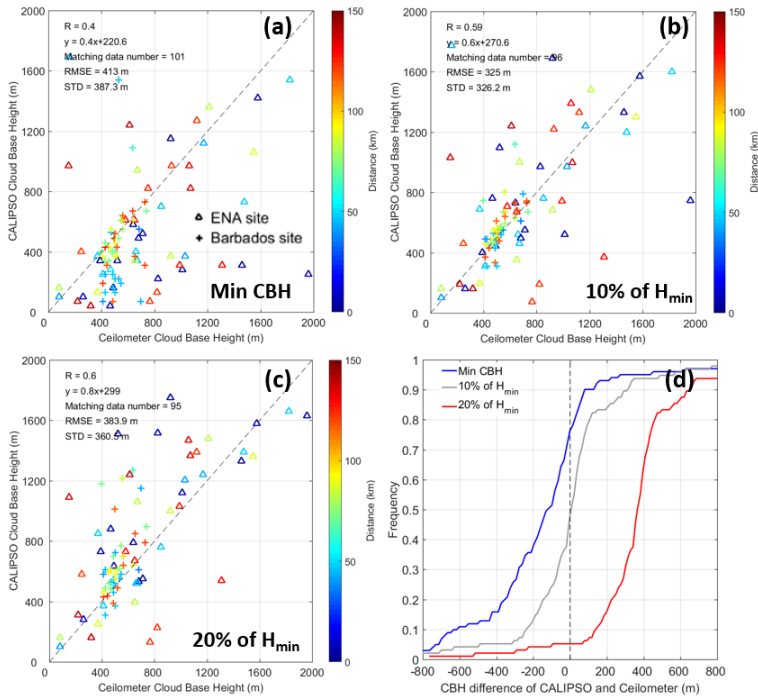 (a)
R = 0.4
y = 0.4x+220.6
Matching data number = 101
RMSE = 413 m
STD = 387.3 m
ENA site
Barbados site
Min CBH
CALIPSO Cloud Base Height (m)
2000
1600
1200
800
400
0
0 400 800 1200 1600 2000
Ceilometer Cloud Base Height (m)
150
100
50
0
Distance (km)
(b)
R = 0.59
y = 0.6x+270.6
Matching data number = 96
RMSE = 325 m
STD = 326.2 m
10% of Hmin
CALIPSO Cloud Base Height (m)
2000
1600
1200
800
400
0
0 400 800 1200 1600 2000
Ceilometer Cloud Base Height (m)
150
100
50
0
Distance (km)
(c)
R = 0.6
y = 0.8x+299
Matching data number = 95
RMSE = 383.9 m
STD = 360.5 m
20% of Hmin
CALIPSO Cloud Base Height (m)
2000
1600
1200
800
400
0
0 400 800 1200 1600 2000
Ceilometer Cloud Base Height (m)
150
100
50
0
Distance (km)
(d)
Min CBH
10% of Hmin
20% of Hmin
Frequency
1
0.9
0.8
0.7
0.6
0.5
0.4
0.3
0.2
0.1
0
-800 -600 -400 -200 0 200 400 600 800
CBH difference of CALIPSO and Ceilometer (m)